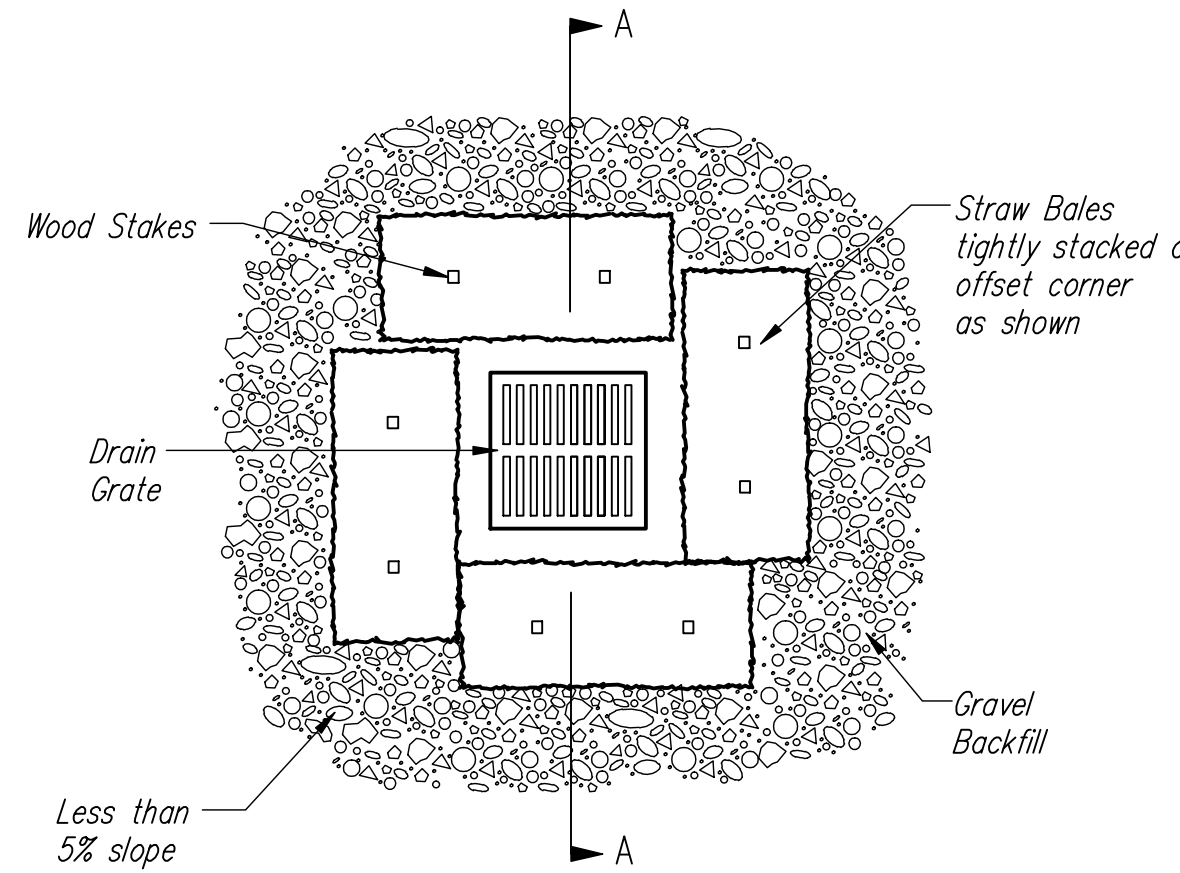 A
Wood Stakes
Straw Bales
tightly stacked
offset corner
as shown
Drain
Grate
Gravel
Backfill
Less than
5% slope
A